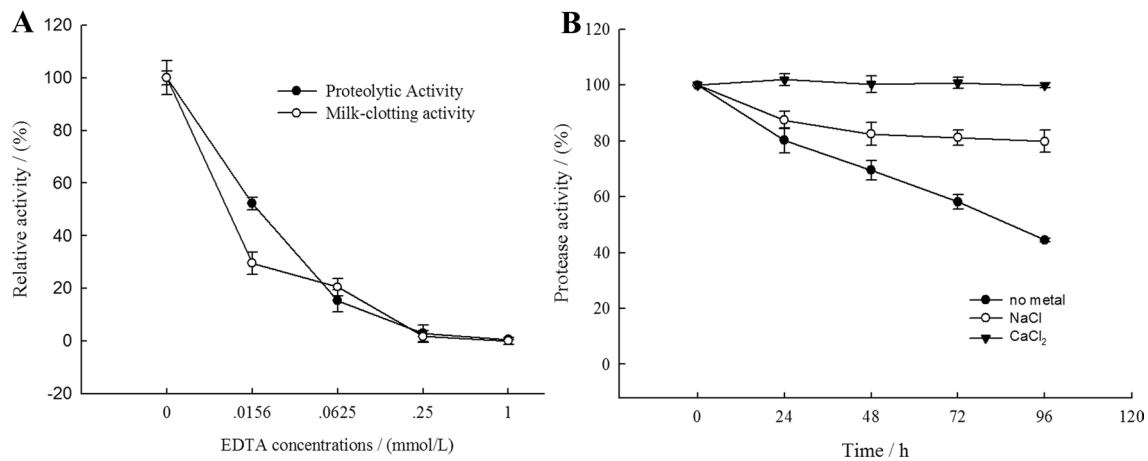 A
120
100
80
60
40
20
0
-20
Relative activity / (%)
Proteolytic Activity
Milk-clotting activity
0 .0156 .0625 .25 1
EDTA concentrations / (mmol/L)
B
120
100
80
60
40
20
0
Protease activity / (%)
no metal
NaCl
CaCl₂
0 24 48 72 96 120
Time / h